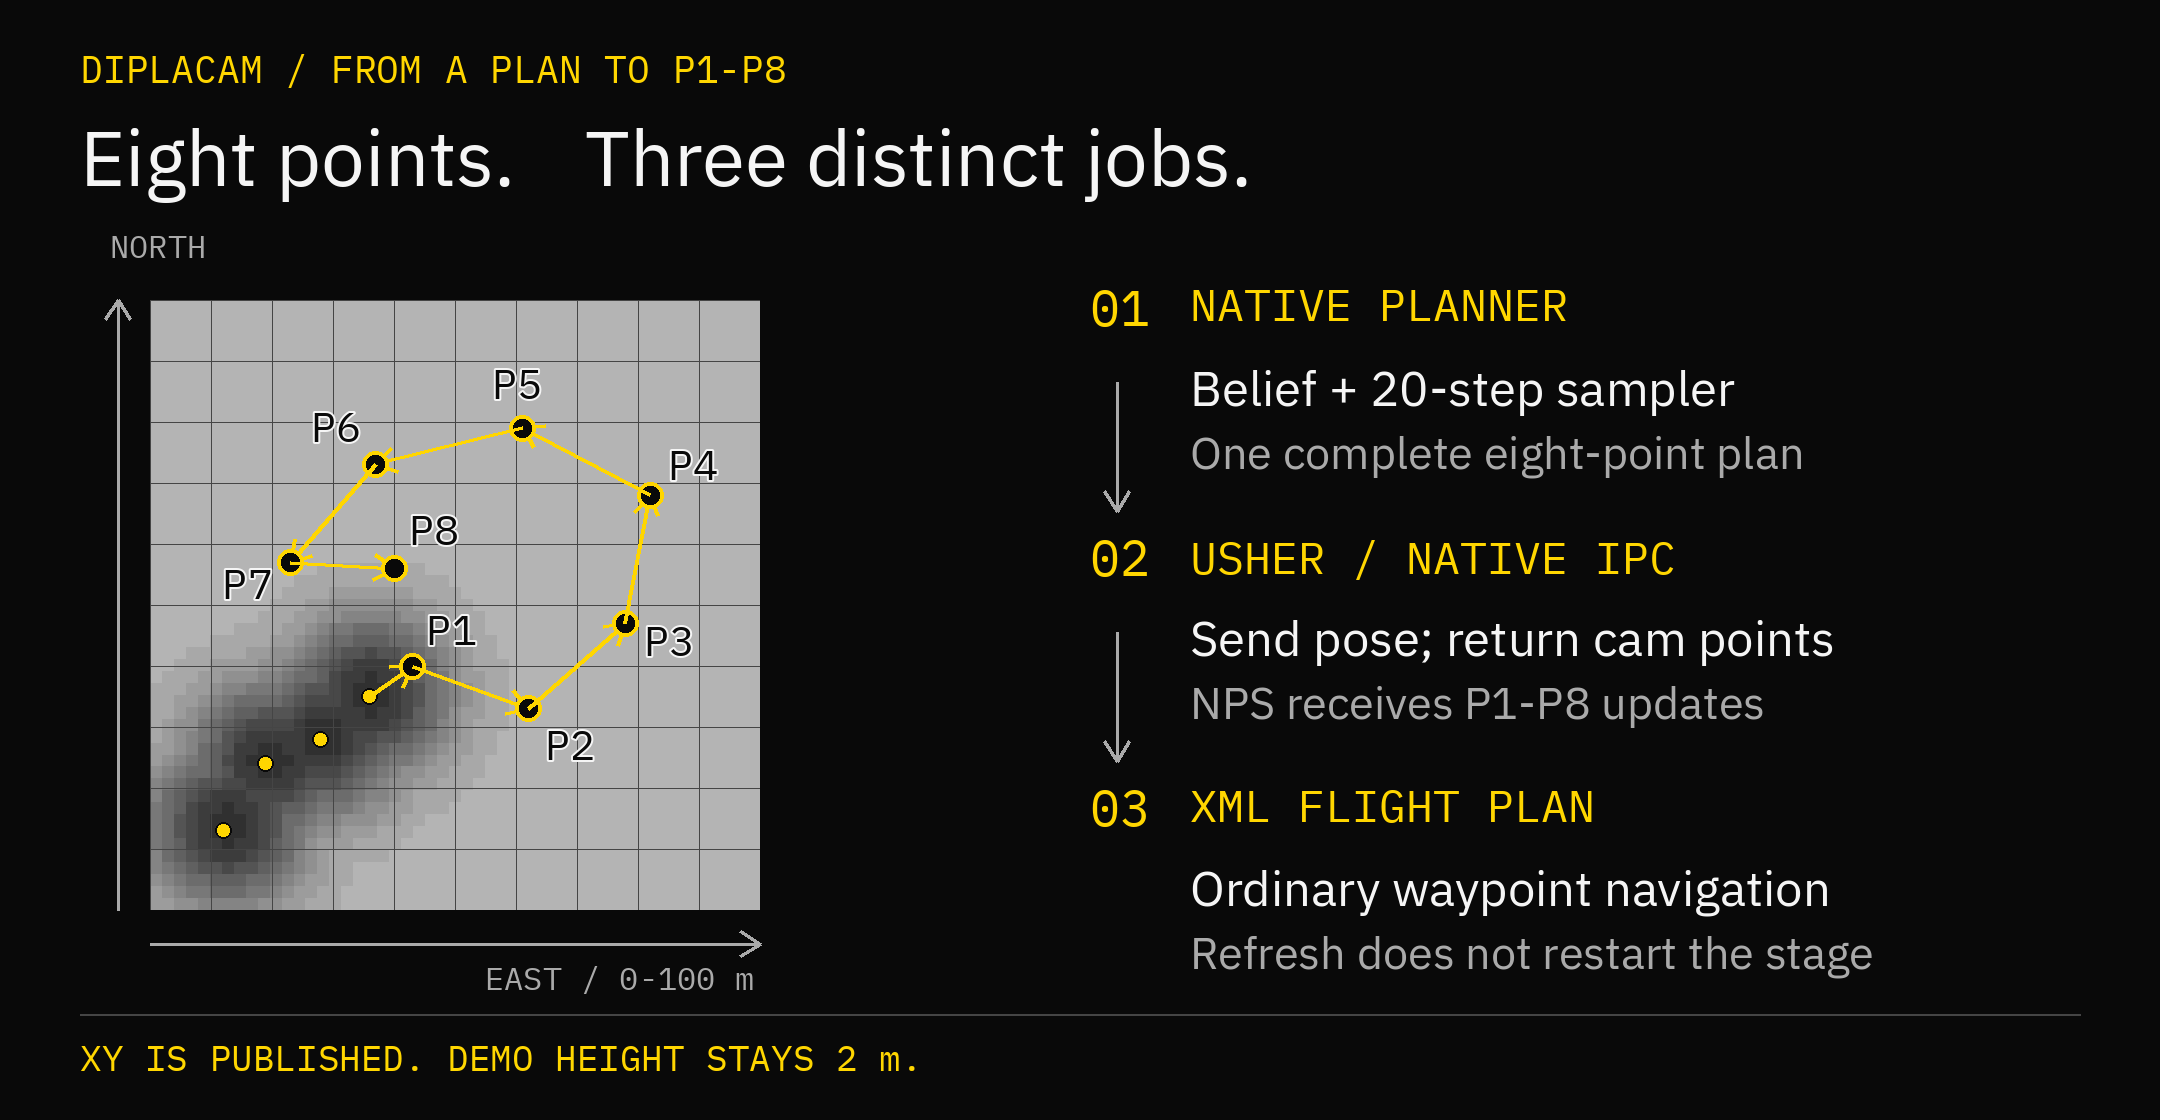 DIPLACAM / FROM A PLAN TO P1-P8
Eight points. Three distinct jobs.
NORTH
P5
P6
P4
P8
P7
P1
P3
P2
EAST / 0-100 m
01 NATIVE PLANNER
Belief + 20-step sampler
One complete eight-point plan
02 USHER / NATIVE IPC
Send pose; return cam points
NPS receives P1-P8 updates
03 XML FLIGHT PLAN
Ordinary waypoint navigation
Refresh does not restart the stage
XY IS PUBLISHED. DEMO HEIGHT STAYS 2 m.